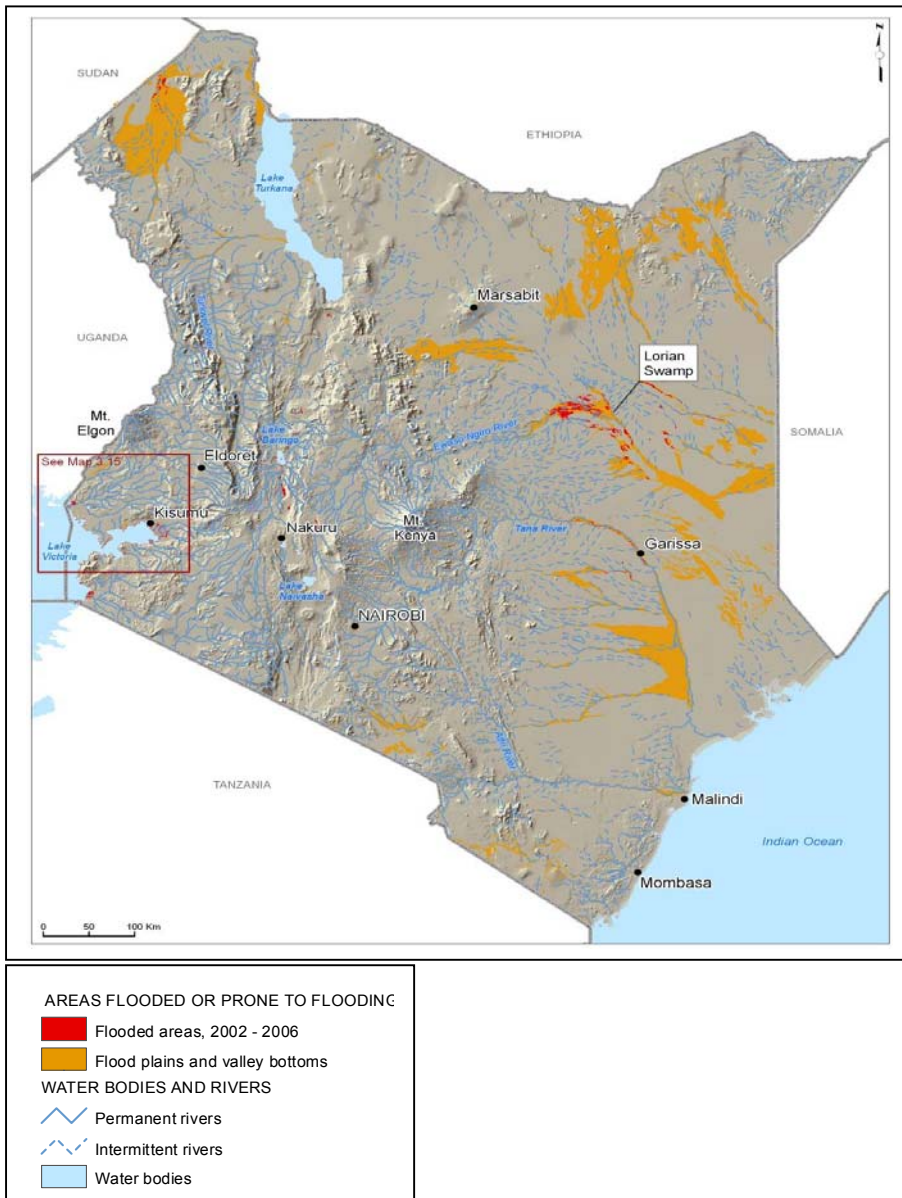 N
SUDAN
ETHIOPIA
Lake
Turkana
Marsabit
Turkwel River
UGANDA
Lorian
Swamp
Mt.
Elgon
Lake
Baringo
Ewaso Ngiro River
SOMALIA
See Map 3.15
Eldoret
Kisumu
Nakuru
Mt.
Kenya
Tana River
Garissa
Lake
Victoria
Lake
Naivasha
NAIROBI
Athi River
TANZANIA
Malindi
Indian Ocean
Mombasa
0 50 100 Km
AREAS FLOODED OR PRONE TO FLOODING
Flooded areas, 2002 - 2006
Flood plains and valley bottoms
WATER BODIES AND RIVERS
Permanent rivers
Intermittent rivers
Water bodies